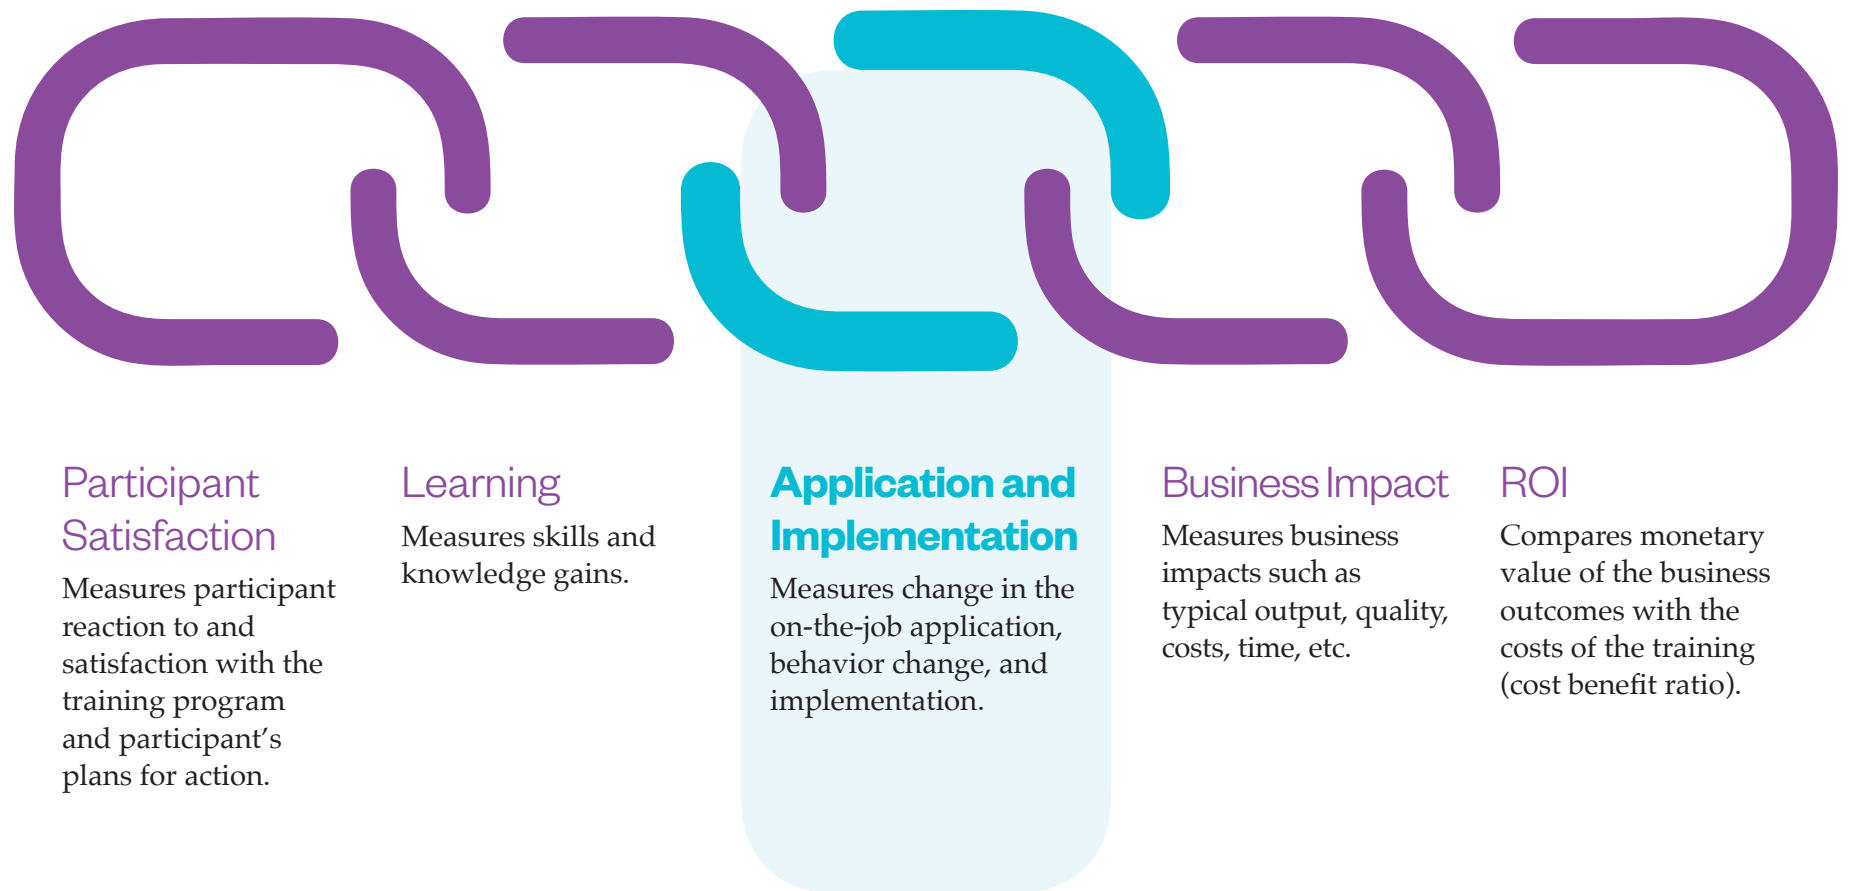 Participant
Satisfaction
Measures participant
reaction to and
satisfaction with the
training program
and participant's
plans for action.
Learning
Measures skills and
knowledge gains.
Application and
Implementation
Measures change in the
on-the-job application,
behavior change, and
implementation.
Business Impact
Measures business
impacts such as
typical output, quality,
costs, time, etc.
ROI
Compares monetary
value of the business
outcomes with the
costs of the training
(cost benefit ratio).